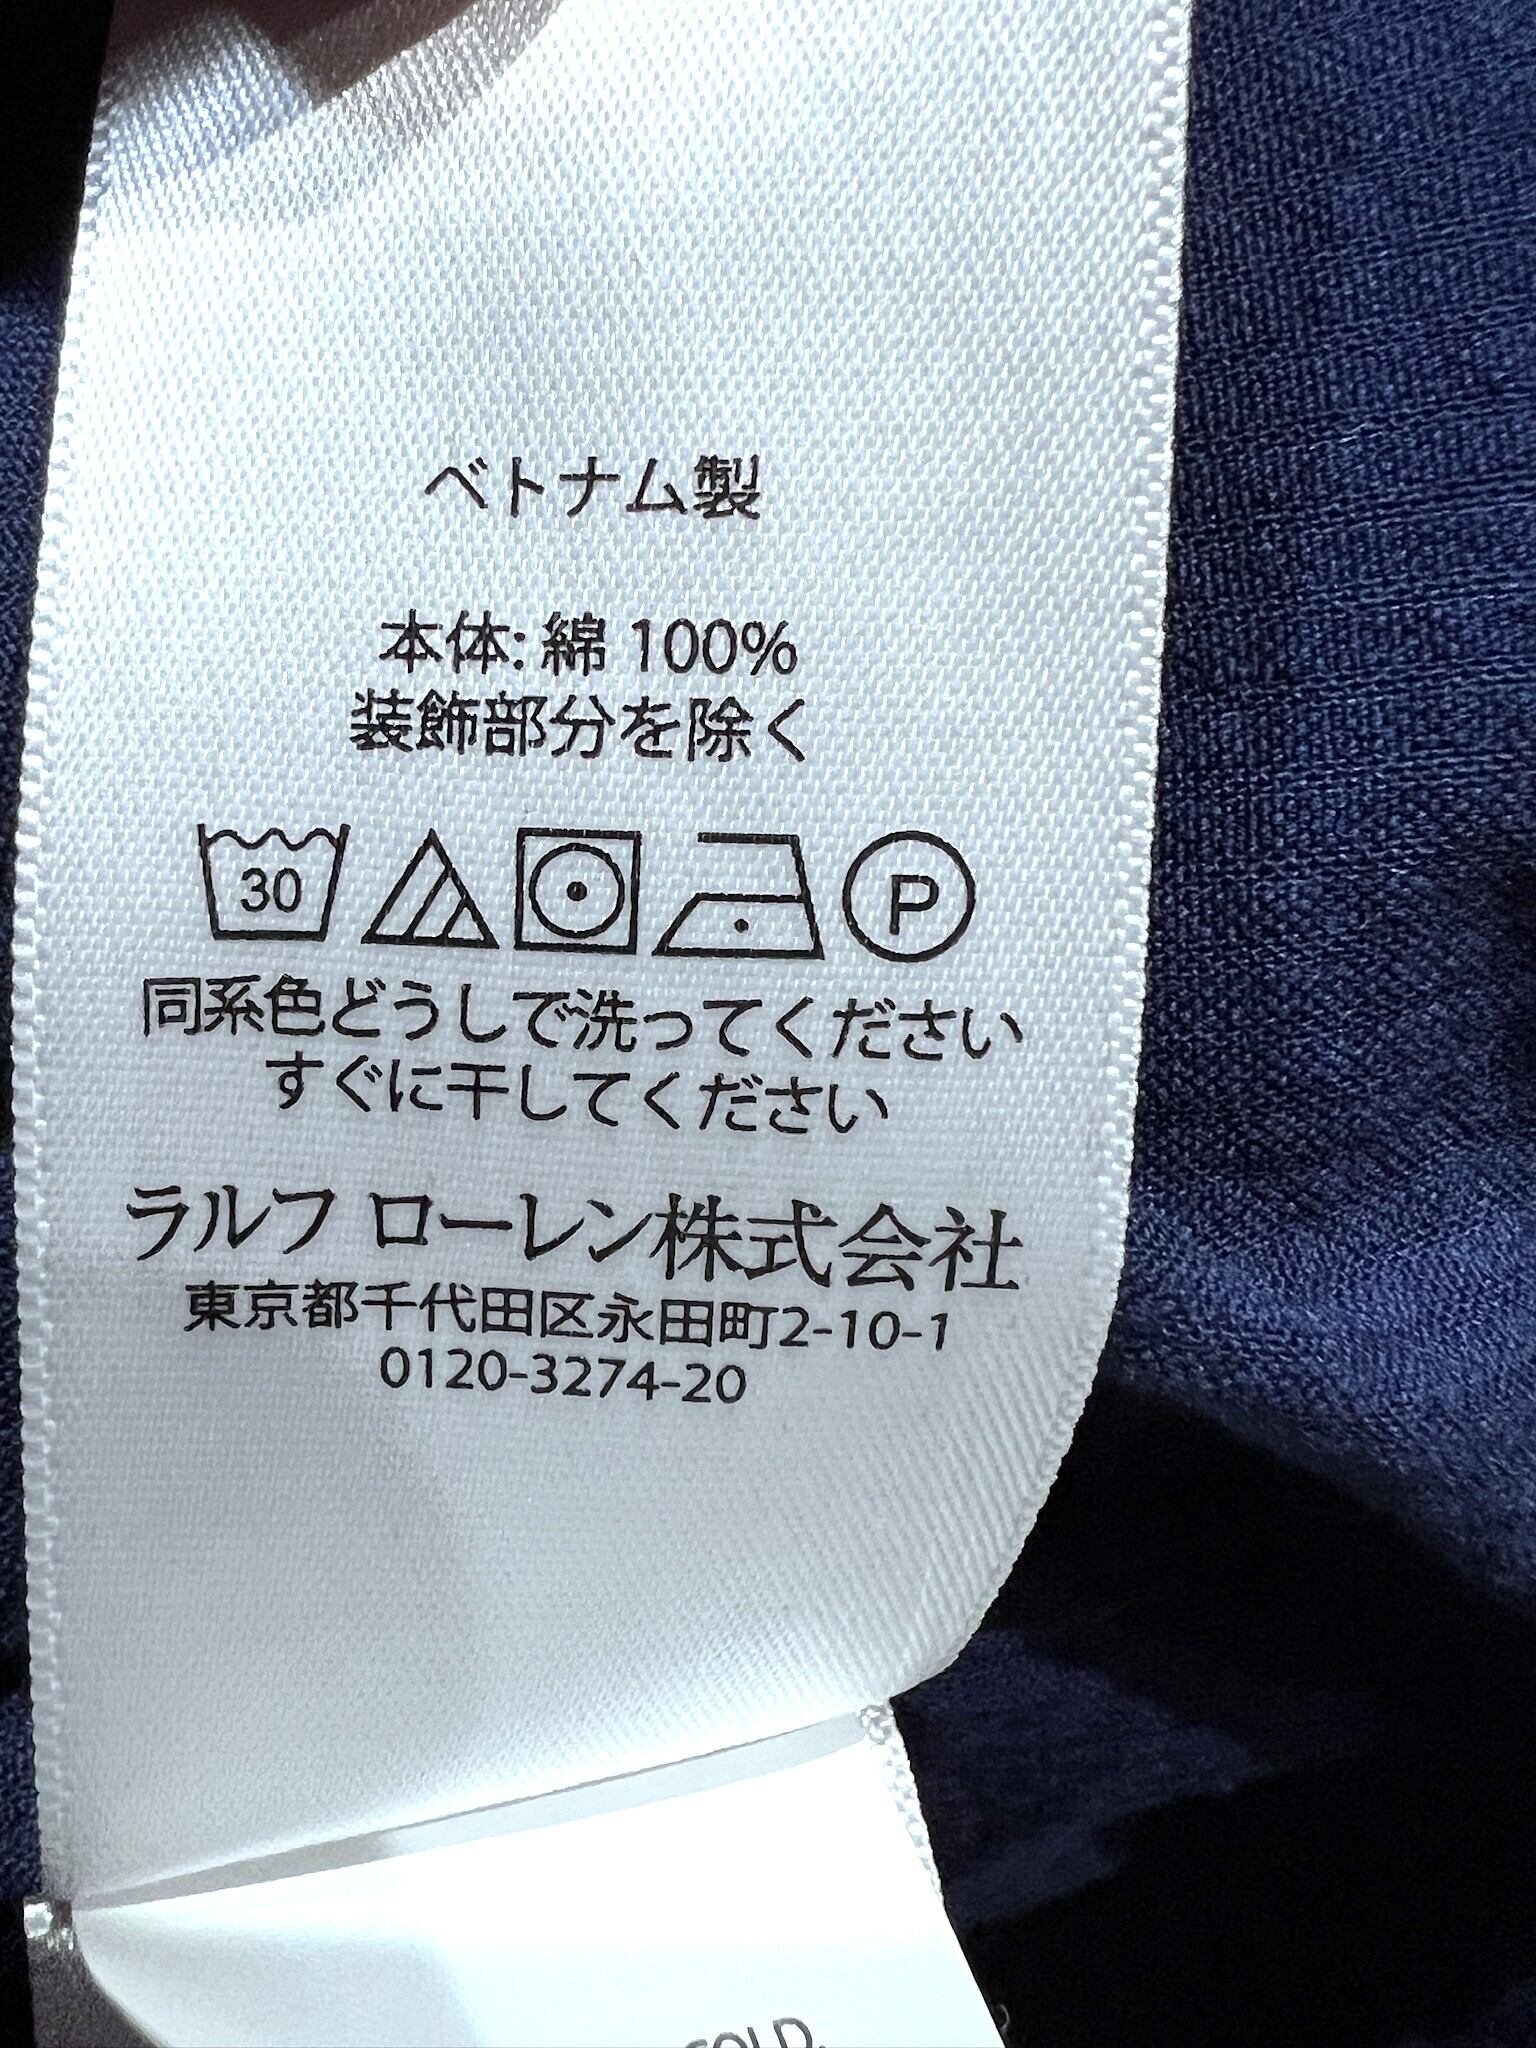 ベトナム製
本体: 綿 100%
装飾部分を除く
30 P
同系色どうしで洗ってください
すぐに干してください
ラルフ ローレン株式会社
東京都千代田区永田町2-10-1
0120-3274-20
COLD.